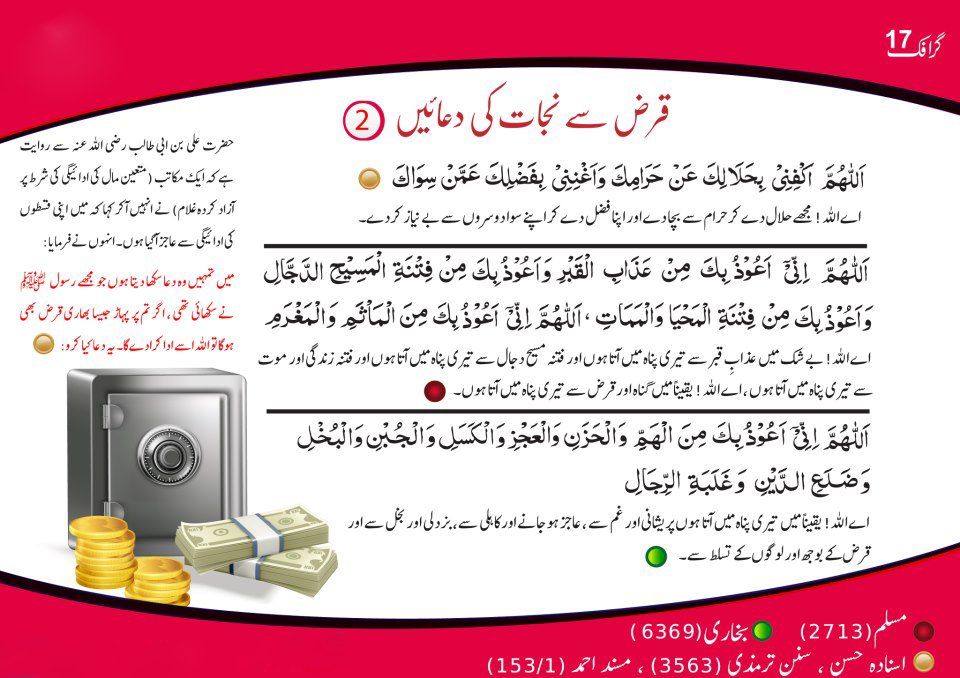 گرافک 17
قرض سے نجات کی دعائیں 2
اَللّٰهُمَّ اکْفِنِیْ بِحَلَالِكَ عَنْ حَرَامِكَ وَاَغْنِنِیْ بِفَضْلِكَ عَمَّنْ سِوَاكَ
اے اللہ ! مجھے حلال دے کر حرام سے بچا دے اور اپنا فضل دے کر اپنے سوا دوسروں سے بے نیاز کر دے۔
اَللّٰهُمَّ اِنِّیْٓ اَعُوْذُ بِكَ مِنْ عَذَابِ الْقَبْرِ وَاَعُوْذُ بِكَ مِنْ فِتْنَةِ الْمَسِیْحِ الدَّجَّالِ
وَاَعُوْذُ بِكَ مِنْ فِتْنَةِ الْمَحْیَا وَالْمَمَاتِ ، اَللّٰهُمَّ اِنِّیْٓ اَعُوْذُ بِكَ مِنَ الْمَاْثَمِ وَالْمَغْرَمِ
اے اللہ ! بے شک میں عذابِ قبر سے تیری پناہ میں آتا ہوں اور فتنہ مسیح دجال سے تیری پناہ میں آتا ہوں اور فتنہ زندگی اور موت
سے تیری پناہ میں آتا ہوں ، اے اللہ ! یقیناً میں گناہ اور قرض سے تیری پناہ میں آتا ہوں۔
اَللّٰهُمَّ اِنِّیْٓ اَعُوْذُ بِكَ مِنَ الْهَمِّ وَالْحَزَنِ وَالْعَجْزِ وَالْكَسَلِ وَالْجُبْنِ وَالْبُخْلِ
وَضَلَعِ الدَّیْنِ وَغَلَبَةِ الرِّجَالِ
اے اللہ ! یقیناً میں تیری پناہ میں آتا ہوں پریشانی اور غم سے ، عاجز ہو جانے اور کاہلی سے ، بزدلی اور بخل سے اور
قرض کے بوجھ اور لوگوں کے تسلط سے۔
حضرت علی بن ابی طالب رضی اللہ عنہ سے روایت
ہے کہ ایک مکاتب (متعین مال کی ادائیگی کی شرط پر
آزاد کردہ غلام) نے انہیں آ کر کہا کہ میں اپنی قسطوں
کی ادائیگی سے عاجز آ گیا ہوں۔ انہوں نے فرمایا :
میں تمہیں وہ دعا سکھا دیتا ہوں جو مجھے رسول ﷺ
نے سکھائی تھی ، اگر تم پر پہاڑ جیسا بھاری قرض بھی
ہوگا تو اللہ اسے ادا کرا دے گا۔ یہ دعا کیا کرو :
مسلم (2713) بخاری (6369)
اسنادہ حسن ، سنن ترمذی (3563) ، مسند احمد (153/1)